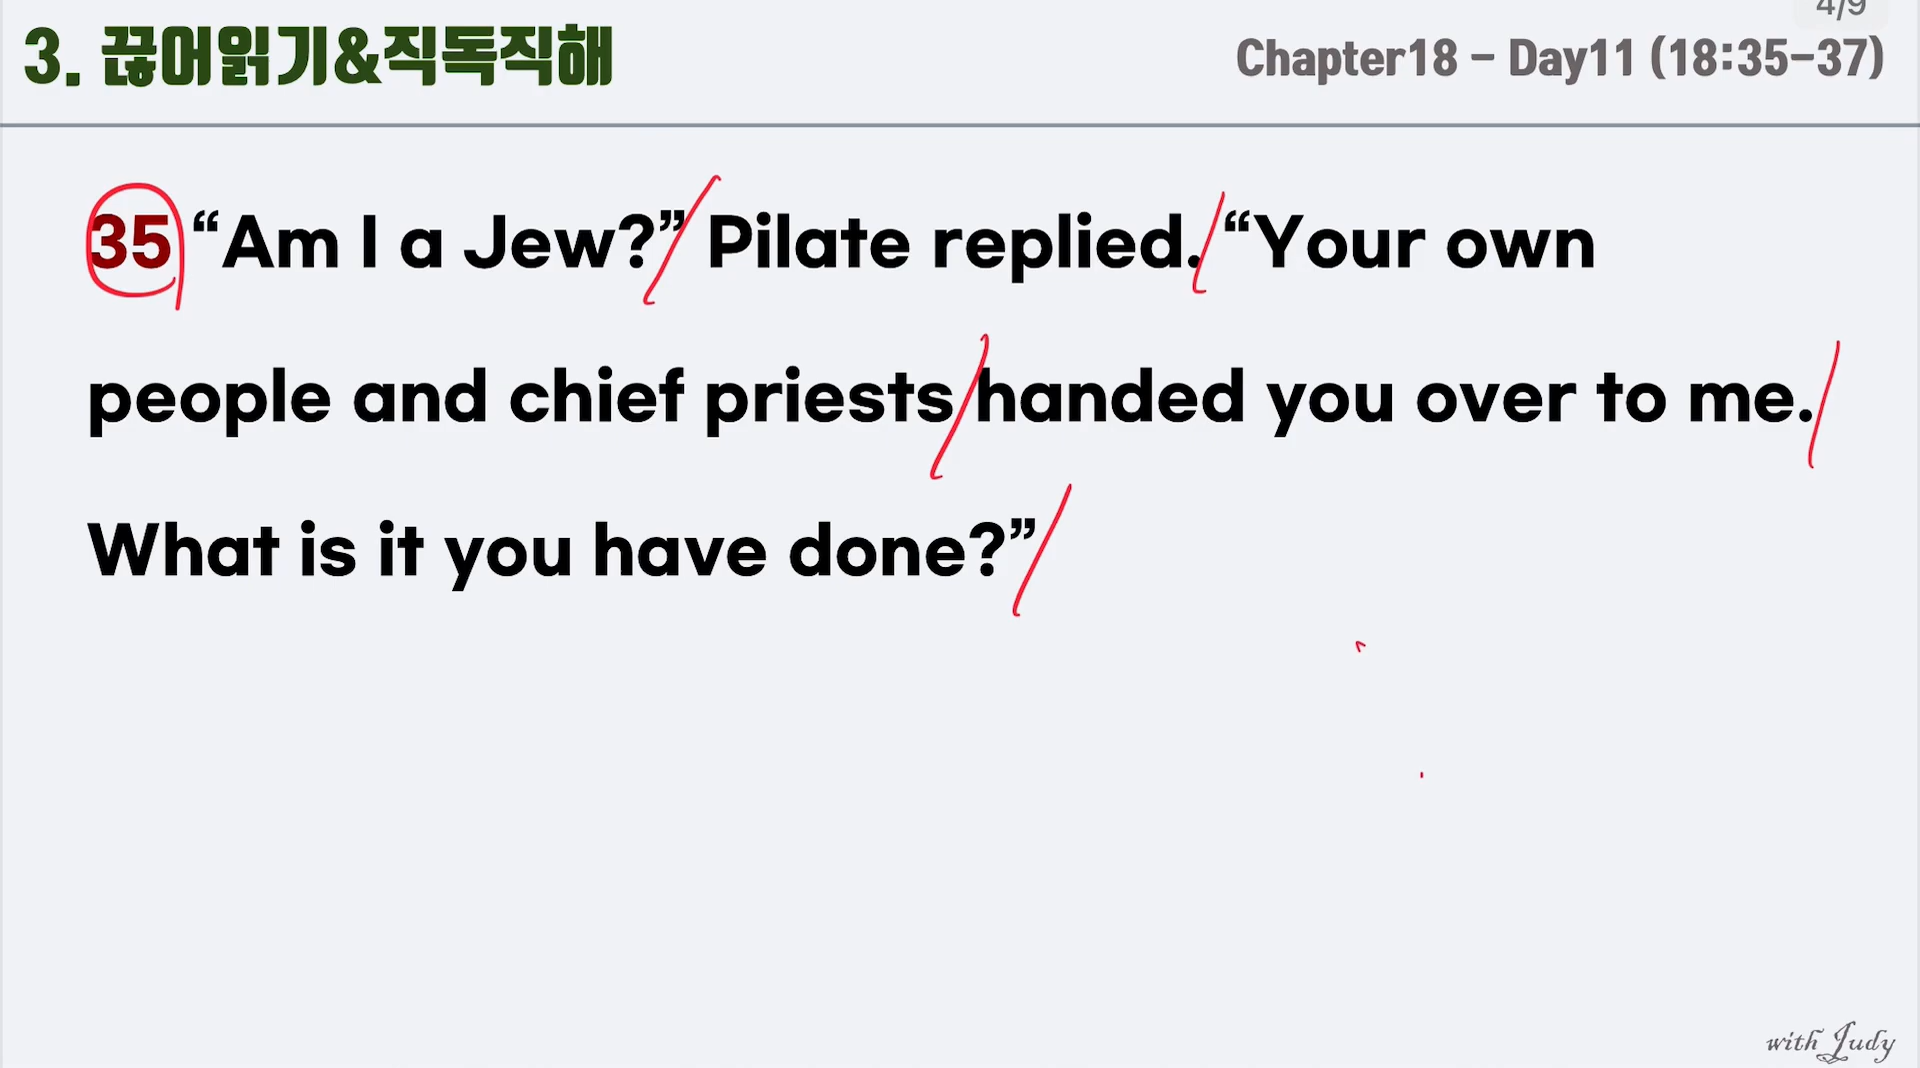 4/9
3. 끊어읽기&직독직해
Chapter18 - Day11 (18:35-37)
35 “Am I a Jew?” Pilate replied. “Your own
people and chief priests handed you over to me.
What is it you have done?”
with Judy